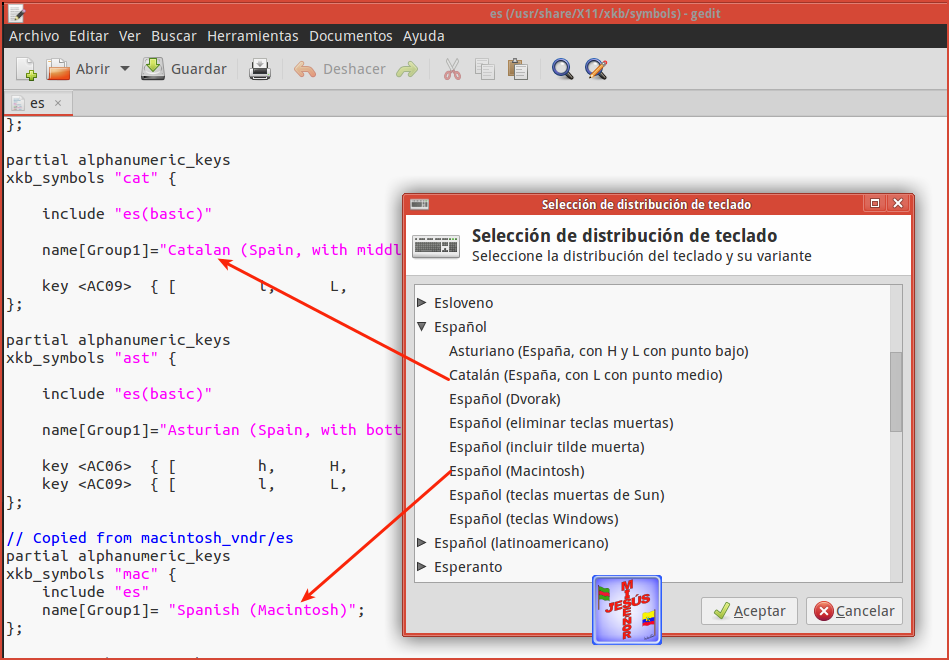 es (/usr/share/X11/xkb/symbols) - gedit
Archivo Editar Ver Buscar Herramientas Documentos Ayuda
Abrir Guardar Deshacer
es ×
};
partial alphanumeric_keys
xkb_symbols "cat" {
include "es(basic)"
name[Group1]="Catalan (Spain, with middl
key <AC09> { [ l, L,
};
partial alphanumeric_keys
xkb_symbols "ast" {
include "es(basic)"
name[Group1]="Asturian (Spain, with bott
key <AC06> { [ h, H,
key <AC09> { [ l, L,
};
// Copied from macintosh_vndr/es
partial alphanumeric_keys
xkb_symbols "mac" {
include "es"
name[Group1]= "Spanish (Macintosh)";
};
Selección de distribución de teclado
Selección de distribución de teclado
Seleccione la distribución del teclado y su variante
Esloveno
Español
Asturiano (España, con H y L con punto bajo)
Catalán (España, con L con punto medio)
Español (Dvorak)
Español (eliminar teclas muertas)
Español (incluir tilde muerta)
Español (Macintosh)
Español (teclas muertas de Sun)
Español (teclas Windows)
Español (latinoamericano)
Esperanto
JESÚS
Aceptar Cancelar